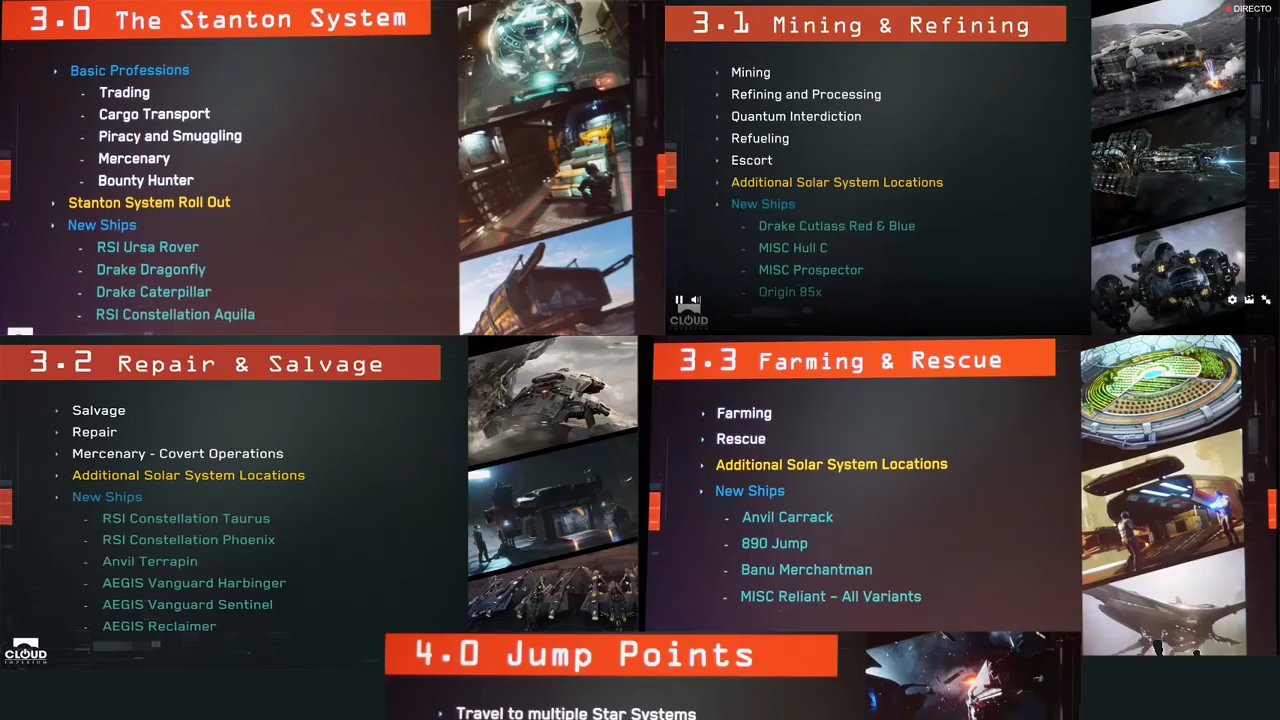 3.0 The Stanton System
Basic Professions
- Trading
- Cargo Transport
- Piracy and Smuggling
- Mercenary
- Bounty Hunter
Stanton System Roll Out
New Ships
- RSI Ursa Rover
- Drake Dragonfly
- Drake Caterpillar
- RSI Constellation Aquila
DIRECTO
3.1 Mining & Refining
Mining
Refining and Processing
Quantum Interdiction
Refueling
Escort
Additional Solar System Locations
New Ships
- Drake Cutlass Red & Blue
- MISC Hull C
- MISC Prospector
- Origin 85x
CLOUD
IMPERIUM
3.2 Repair & Salvage
Salvage
Repair
Mercenary - Covert Operations
Additional Solar System Locations
New Ships
- RSI Constellation Taurus
- RSI Constellation Phoenix
- Anvil Terrapin
- AEGIS Vanguard Harbinger
- AEGIS Vanguard Sentinel
- AEGIS Reclaimer
CLOUD
IMPERIUM
3.3 Farming & Rescue
Farming
Rescue
Additional Solar System Locations
New Ships
- Anvil Carrack
- 890 Jump
- Banu Merchantman
- MISC Reliant – All Variants
4.0 Jump Points
Travel to multiple Star Systems